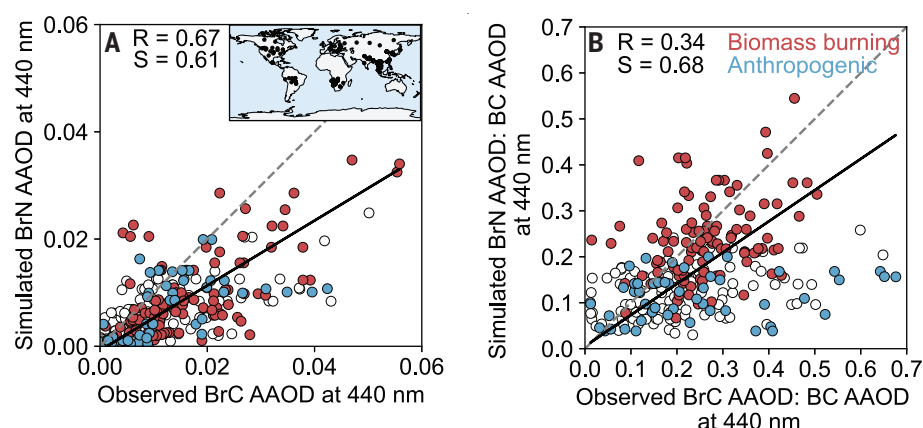 A
R = 0.67
S = 0.61
0.06
0.04
0.02
0.00
Simulated BrN AAOD at 440 nm
0.00 0.02 0.04 0.06
Observed BrC AAOD at 440 nm
B
R = 0.34
S = 0.68
Biomass burning
Anthropogenic
0.7
0.6
0.5
0.4
0.3
0.2
0.1
0.0
Simulated BrN AAOD: BC AAOD
at 440 nm
0.0 0.1 0.2 0.3 0.4 0.5 0.6 0.7
Observed BrC AAOD: BC AAOD
at 440 nm